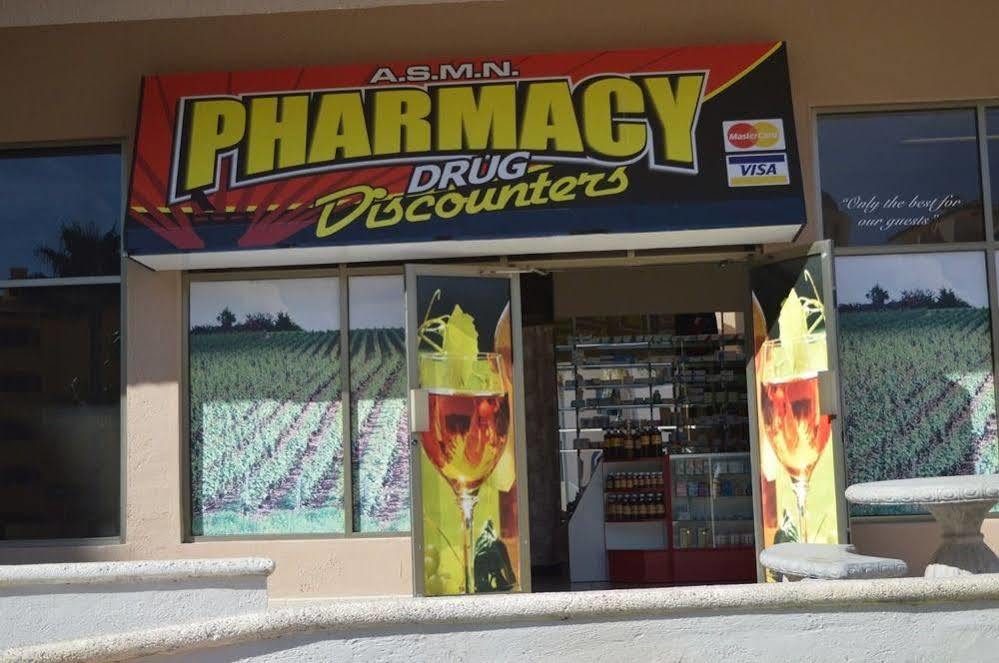 A.S.M.N.
PHARMACY
DRUG
Discounters
MasterCard
VISA
"Only the best for
our guests"